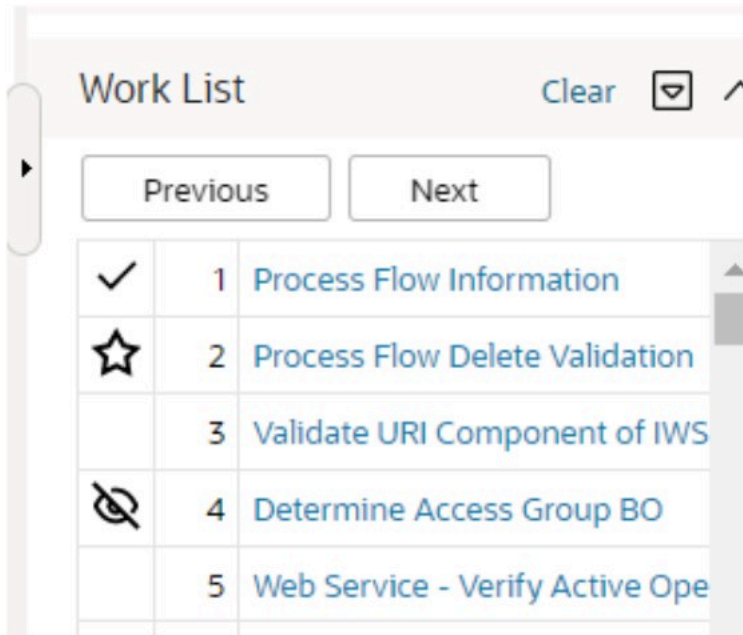 Work List Clear
Previous Next
1 Process Flow Information
2 Process Flow Delete Validation
3 Validate URI Component of IWS
4 Determine Access Group BO
5 Web Service - Verify Active Ope